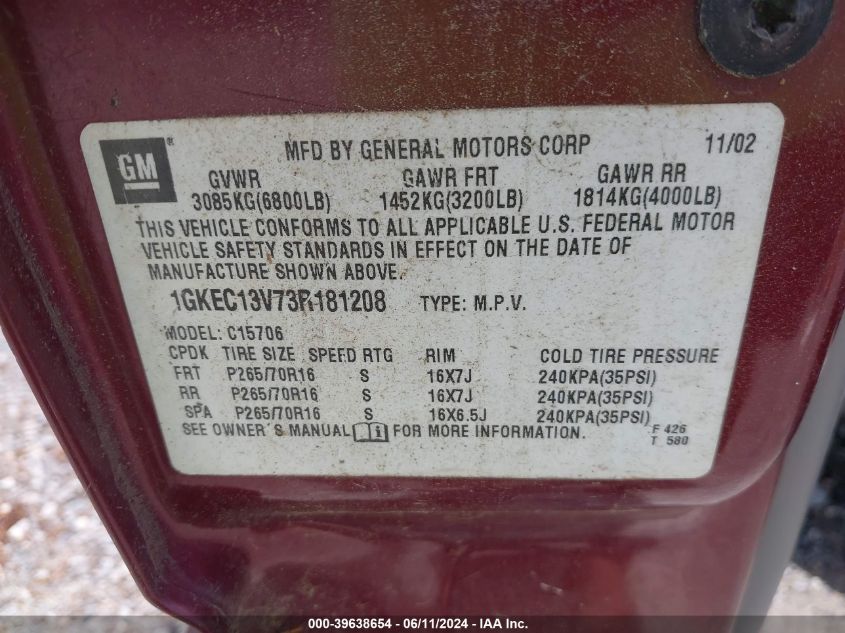 GM ® MFD BY GENERAL MOTORS CORP 11/02
GVWR GAWR FRT GAWR RR
3085KG(6800LB) 1452KG(3200LB) 1814KG(4000LB)
THIS VEHICLE CONFORMS TO ALL APPLICABLE U.S. FEDERAL MOTOR
VEHICLE SAFETY STANDARDS IN EFFECT ON THE DATE OF
MANUFACTURE SHOWN ABOVE.
1GKEC13V73R181208 TYPE: M.P.V.
MODEL: C15706
CPDK TIRE SIZE SPEED RTG RIM COLD TIRE PRESSURE
FRT P265/70R16 S 16X7J 240KPA(35PSI)
RR P265/70R16 S 16X7J 240KPA(35PSI)
SPA P265/70R16 S 16X6.5J 240KPA(35PSI)
SEE OWNER'S MANUAL FOR MORE INFORMATION.
F 426
T 580
000-39638654 - 06/11/2024 - IAA Inc.